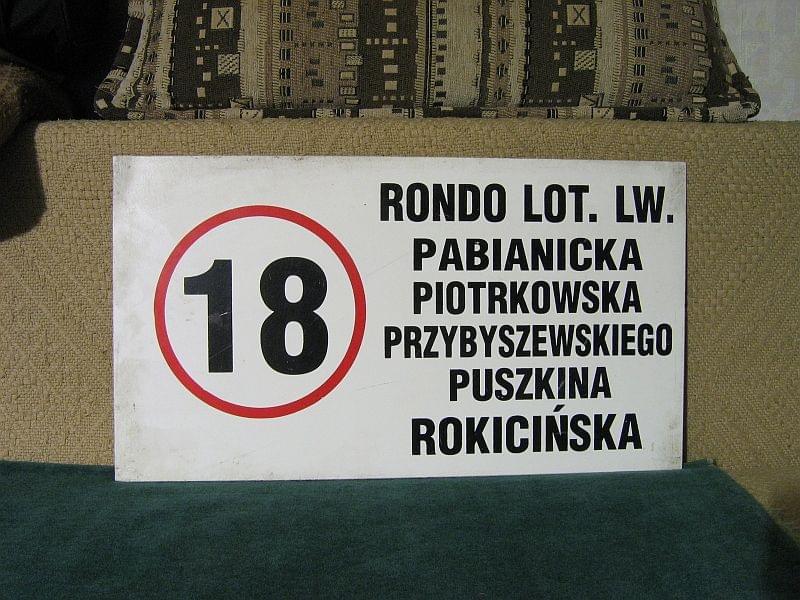 18
RONDO LOT. LW.
PABIANICKA
PIOTRKOWSKA
PRZYBYSZEWSKIEGO
PUSZKINA
ROKICIŃSKA